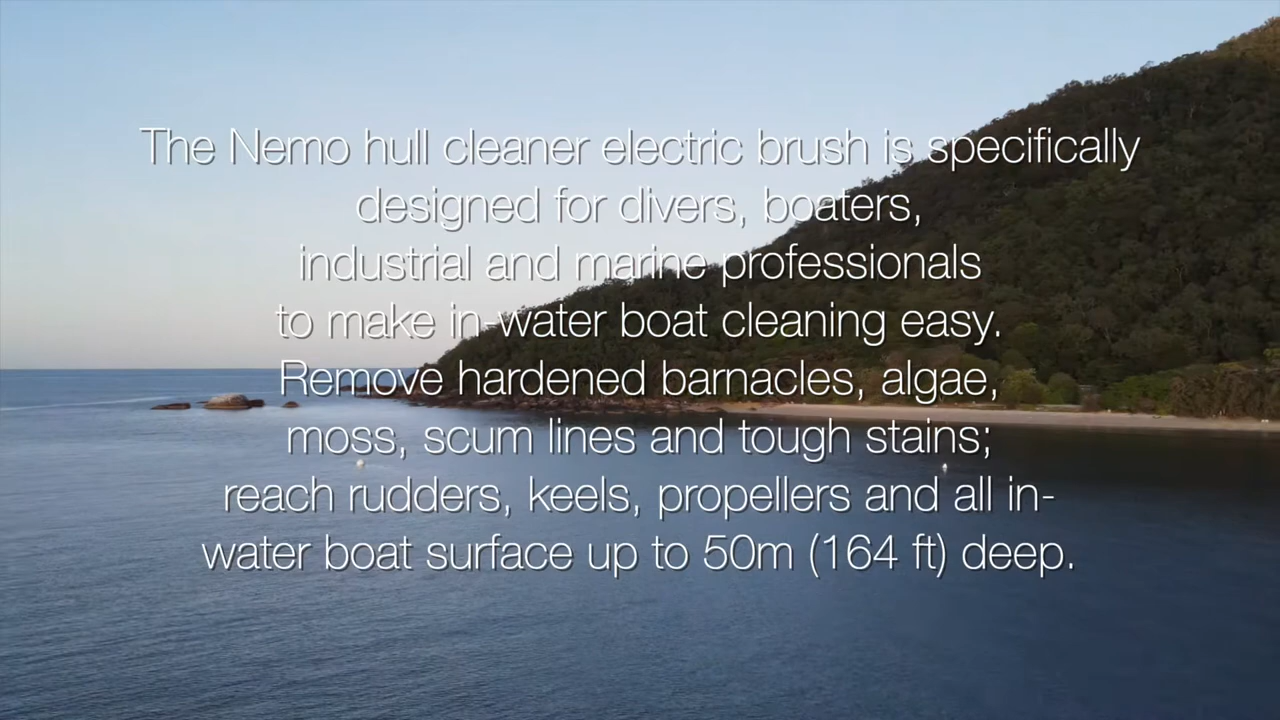 The Nemo hull cleaner electric brush is specifically
designed for divers, boaters,
industrial and marine professionals
to make in-water boat cleaning easy.
Remove hardened barnacles, algae,
moss, scum lines and tough stains;
reach rudders, keels, propellers and all in-
water boat surface up to 50m (164 ft) deep.